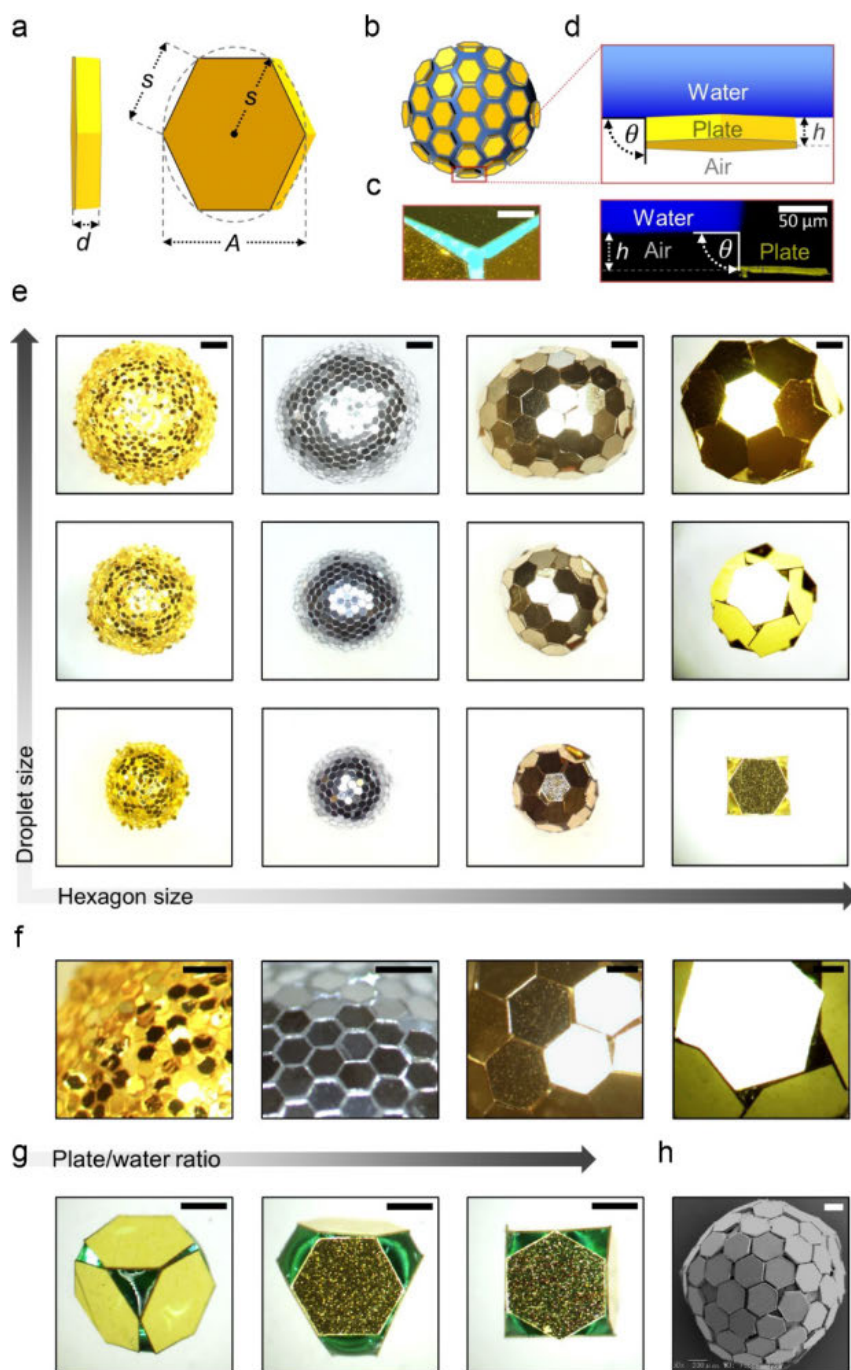 a
b
d
s
s
d
A
Water
θ
Plate
h
Air
c
Water
50 µm
h
Air
θ
Plate
e
Droplet size
Hexagon size
f
g
Plate/water ratio
h